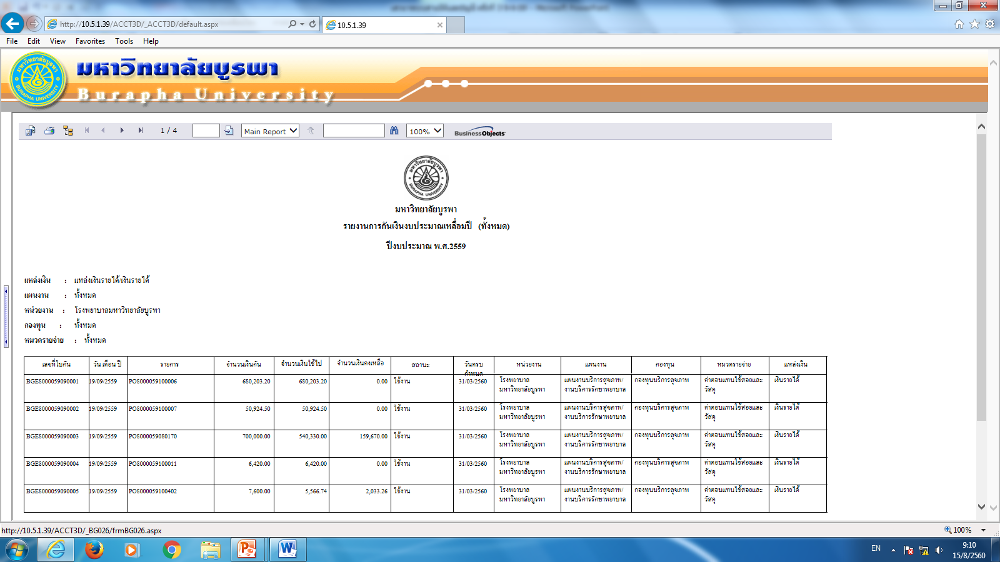 http://10.5.1.39/ACCT3D/_ACCT3D/default.aspx
10.5.1.39
File Edit View Favorites Tools Help
มหาวิทยาลัยบูรพา
Burapha University
1 / 4 Main Report 100% BusinessObjects
มหาวิทยาลัยบูรพา
รายงานการกันเงินงบประมาณเหลื่อมปี (ทั้งหมด)
ปีงบประมาณ พ.ศ.2559
แหล่งเงิน : แหล่งเงินรายได้/เงินรายได้
แผนงาน : ทั้งหมด
หน่วยงาน : โรงพยาบาลมหาวิทยาลัยบูรพา
กองทุน : ทั้งหมด
หมวดรายจ่าย : ทั้งหมด
เลขที่ใบกัน วัน เดือน ปี รายการ จำนวนเงินกัน จำนวนเงินใช้ไป จำนวนเงินคงเหลือ สถานะ วันครบกำหนด หน่วยงาน แผนงาน กองทุน หมวดรายจ่าย แหล่งเงิน
BGE8000059090001 19/09/2559 PO8000059100006 680,203.20 680,203.20 0.00 ใช้งาน 31/03/2560 โรงพยาบาล แผนงานบริการสุขภาพ/ กองทุนบริการสุขภาพ ค่าตอบแทนใช้สอยและ เงินรายได้
มหาวิทยาลัยบูรพา งานบริการรักษาพยาบาล วัสดุ
BGE8000059090002 19/09/2559 PO8000059100007 50,924.50 50,924.50 0.00 ใช้งาน 31/03/2560 โรงพยาบาล แผนงานบริการสุขภาพ/ กองทุนบริการสุขภาพ ค่าตอบแทนใช้สอยและ เงินรายได้
มหาวิทยาลัยบูรพา งานบริการรักษาพยาบาล วัสดุ
BGE8000059090003 19/09/2559 PO8000059080170 700,000.00 540,330.00 159,670.00 ใช้งาน 31/03/2560 โรงพยาบาล แผนงานบริการสุขภาพ/ กองทุนบริการสุขภาพ ค่าตอบแทนใช้สอยและ เงินรายได้
มหาวิทยาลัยบูรพา งานบริการรักษาพยาบาล วัสดุ
BGE8000059090004 19/09/2559 PO8000059100011 6,420.00 6,420.00 0.00 ใช้งาน 31/03/2560 โรงพยาบาล แผนงานบริการสุขภาพ/ กองทุนบริการสุขภาพ ค่าตอบแทนใช้สอยและ เงินรายได้
มหาวิทยาลัยบูรพา งานบริการรักษาพยาบาล วัสดุ
BGE8000059090005 19/09/2559 PO8000059100402 7,600.00 5,566.74 2,033.26 ใช้งาน 31/03/2560 โรงพยาบาล แผนงานบริการสุขภาพ/ กองทุนบริการสุขภาพ ค่าตอบแทนใช้สอยและ เงินรายได้
มหาวิทยาลัยบูรพา งานบริการรักษาพยาบาล วัสดุ
http://10.5.1.39/ACCT3D/_BG026/frmBG026.aspx 100%
EN 9:10
15/8/2560